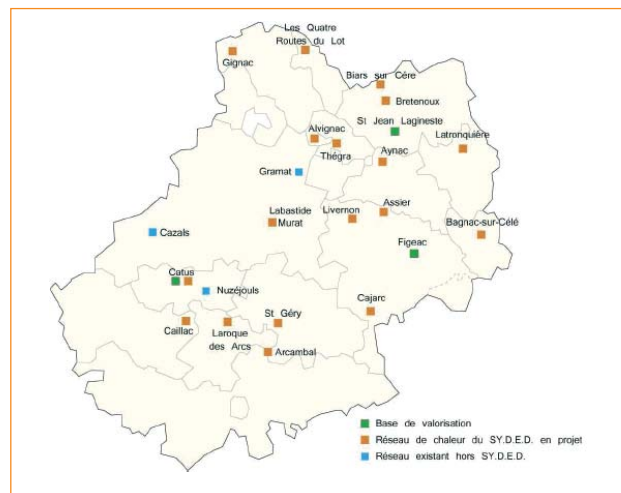 Les Quatre
Routes du Lot
Gignac
Biars sur Cére
Bretenoux
St Jean Lagineste
Alvignac
Latronquiére
Thégra
Aynac
Gramat
Labastide
Murat
Livernon
Assier
Bagnac-sur-Célé
Cazals
Figeac
Catus
Nuzéjouls
Cajarc
St Géry
Caillac
Laroque
des Arcs
Arcambal
Base de valorisation
Réseau de chaleur du SY.D.E.D. en projet
Réseau existant hors SY.D.E.D.